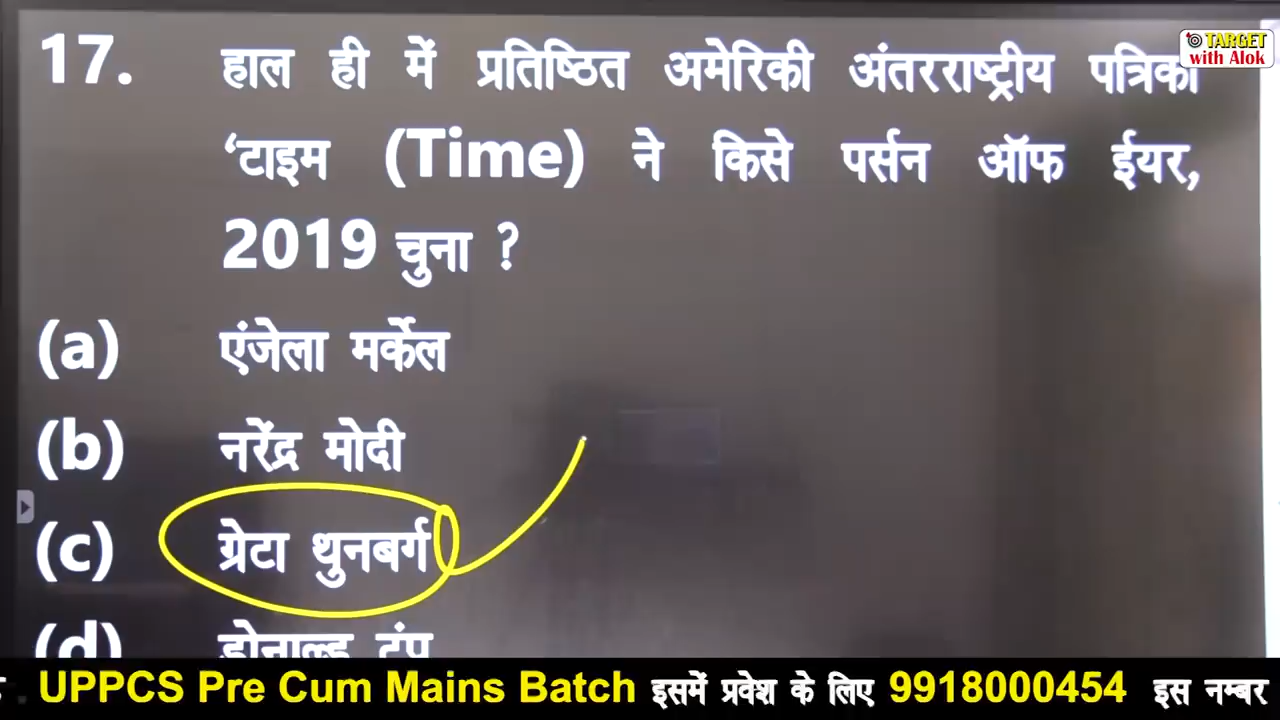 TARGET
with Alok
17. हाल ही में प्रतिष्ठित अमेरिकी अंतरराष्ट्रीय पत्रिका
‘टाइम (Time) ने किसे पर्सन ऑफ ईयर,
2019 चुना ?
(a) एंजेला मर्केल
(b) नरेंद्र मोदी
(c) ग्रेटा थुनबर्ग
(d) डोनाल्ड ट्रंप
. UPPCS Pre Cum Mains Batch इसमें प्रवेश के लिए 9918000454 इस नम्बर